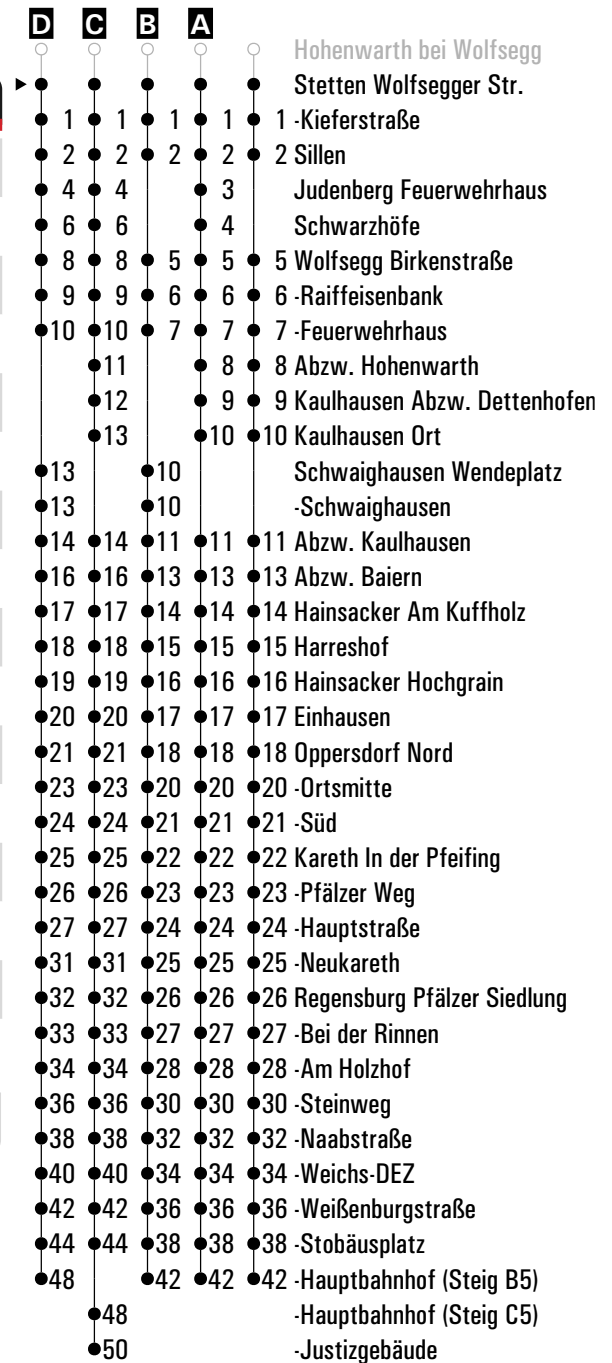 D C B A
Hohenwarth bei Wolfsegg
Stetten Wolfsegger Str.
1 1 1 1 1 -Kieferstraße
2 2 2 2 2 Sillen
4 4 3 Judenberg Feuerwehrhaus
6 6 4 Schwarzhöfe
8 8 5 5 5 Wolfsegg Birkenstraße
9 9 6 6 6 -Raiffeisenbank
10 10 7 7 7 -Feuerwehrhaus
11 8 8 Abzw. Hohenwarth
12 9 9 Kaulhausen Abzw. Dettenhofen
13 10 10 Kaulhausen Ort
13 10 Schwaighausen Wendeplatz
13 10 -Schwaighausen
14 14 11 11 11 Abzw. Kaulhausen
16 16 13 13 13 Abzw. Baiern
17 17 14 14 14 Hainsacker Am Kuffholz
18 18 15 15 15 Harreshof
19 19 16 16 16 Hainsacker Hochgrain
20 20 17 17 17 Einhausen
21 21 18 18 18 Oppersdorf Nord
23 23 20 20 20 -Ortsmitte
24 24 21 21 21 -Süd
25 25 22 22 22 Kareth In der Pfeifing
26 26 23 23 23 -Pfälzer Weg
27 27 24 24 24 -Hauptstraße
31 31 25 25 25 -Neukareth
32 32 26 26 26 Regensburg Pfälzer Siedlung
33 33 27 27 27 -Bei der Rinnen
34 34 28 28 28 -Am Holzhof
36 36 30 30 30 -Steinweg
38 38 32 32 32 -Naabstraße
40 40 34 34 34 -Weichs-DEZ
42 42 36 36 36 -Weißenburgstraße
44 44 38 38 38 -Stobäusplatz
48 42 42 42 -Hauptbahnhof (Steig B5)
48 -Hauptbahnhof (Steig C5)
50 -Justizgebäude